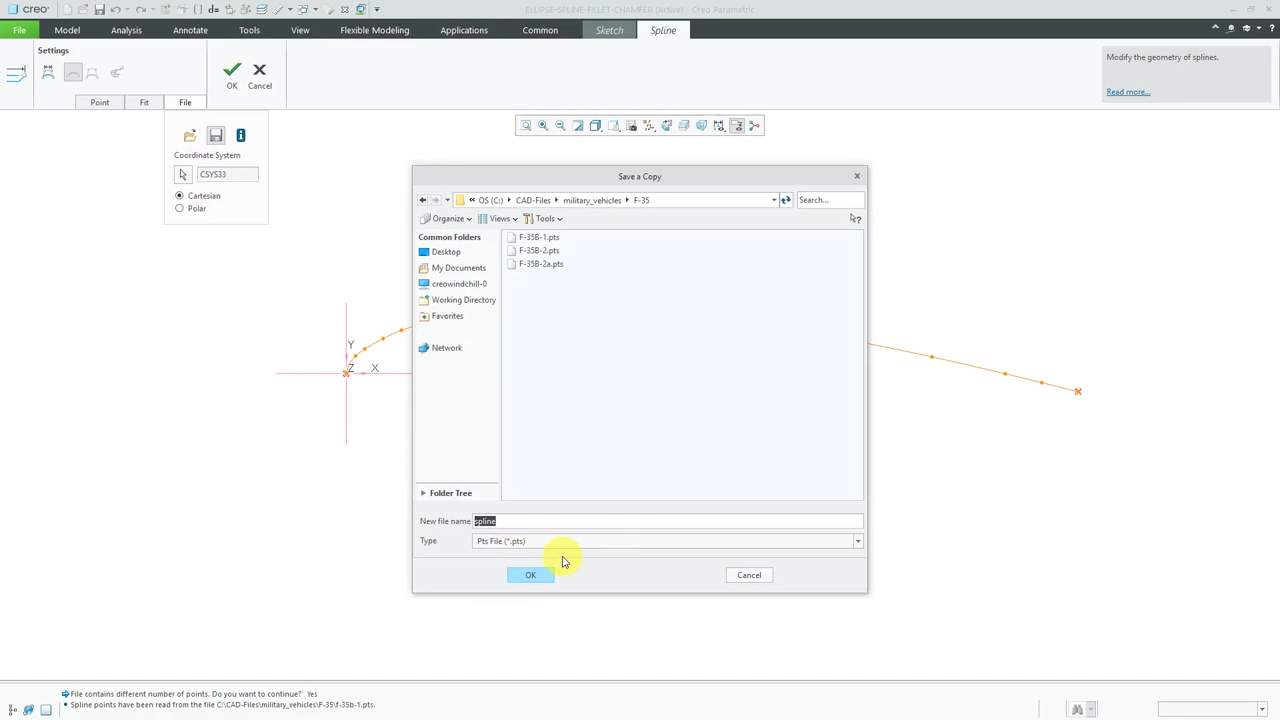 creo
ELLIPSE-SPLINE-FILLET-CHAMFER (Active) - Creo Parametric
File Model Analysis Annotate Tools View Flexible Modeling Applications Common Sketch Spline
Settings
OK Cancel
Point Fit File
Modify the geometry of splines.
Read more...
Coordinate System
CSYS33
Cartesian
Polar
Save a Copy
OS (C:) CAD-Files military_vehicles F-35 Search...
Organize Views Tools
Common Folders
Desktop
My Documents
creowindchill-0
Working Directory
Favorites
Network
Folder Tree
F-35B-1.pts
F-35B-2.pts
F-35B-2a.pts
New file name spline
Type Pts File (*.pts)
OK Cancel
Y
Z X
File contains different number of points. Do you want to continue? Yes
Spline points have been read from the file C:\CAD-Files\military_vehicles\F-35\f-35b-1.pts.